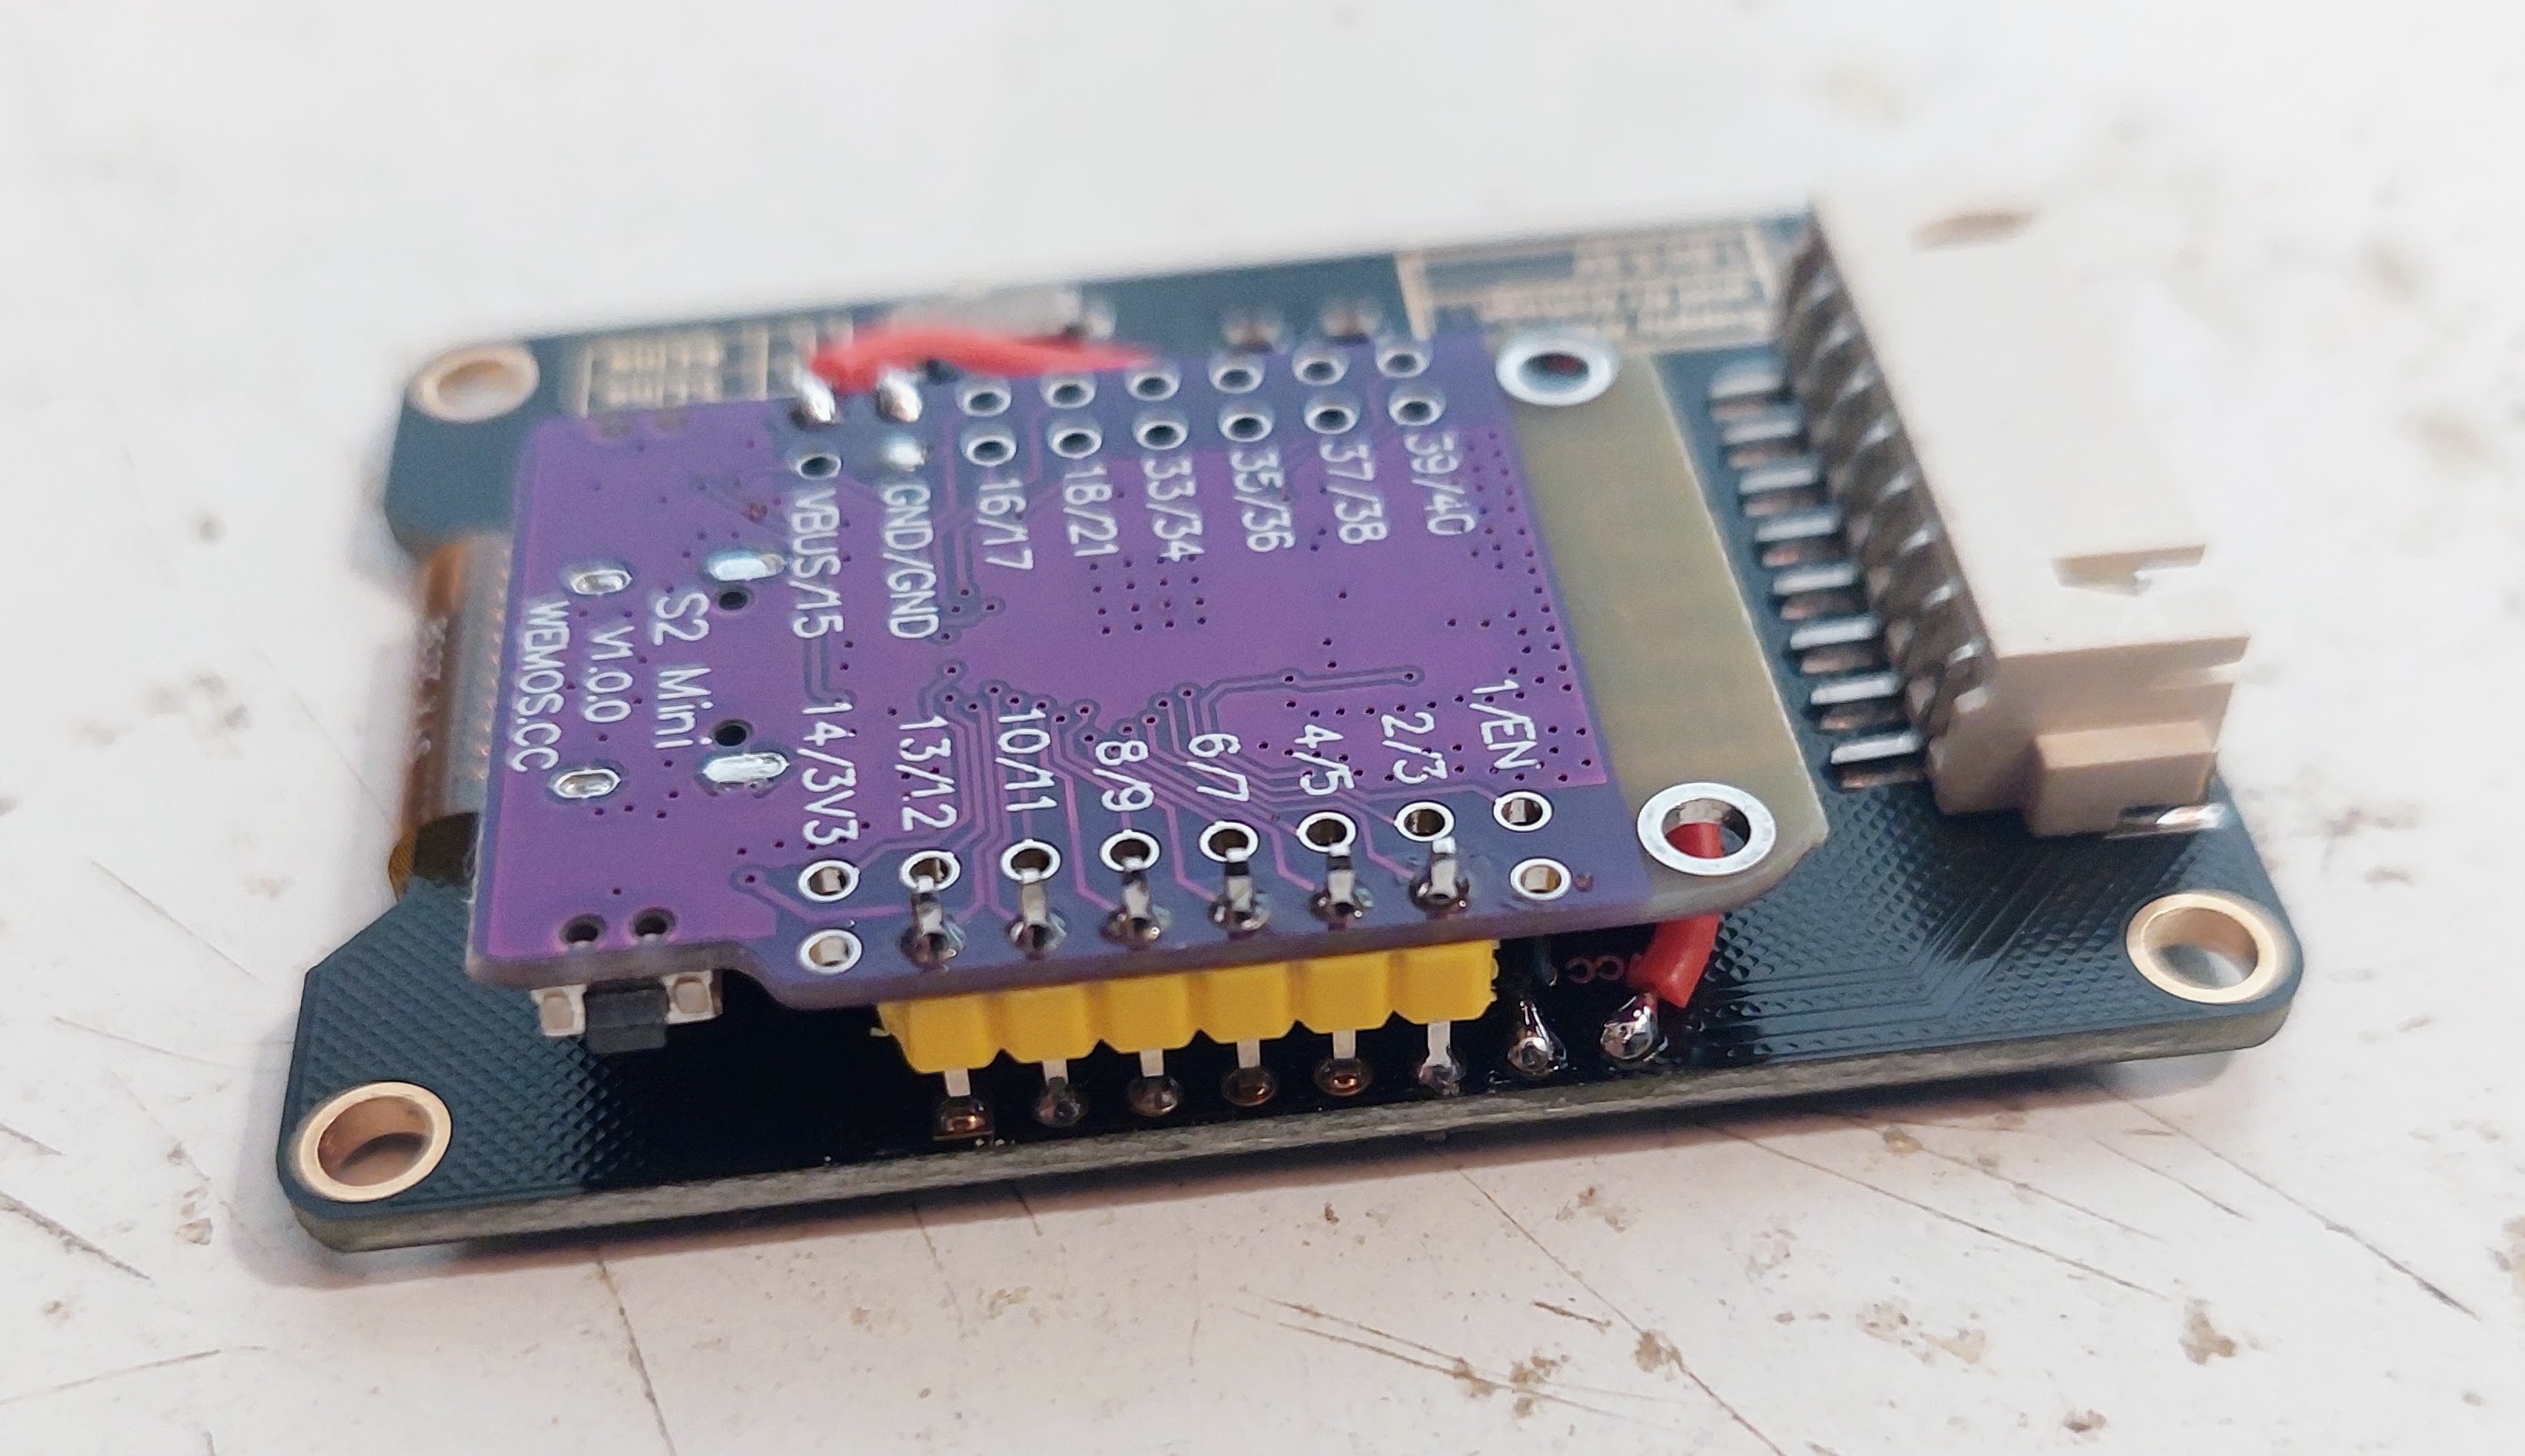 WEMOS.CC
V1.0.0
S2 Mini
VBUS/15
GND/GND
16/17
18/21
33/34
35/36
37/38
39/40
14/3V3
13/12
10/11
8/9
6/7
4/5
2/3
1/EN